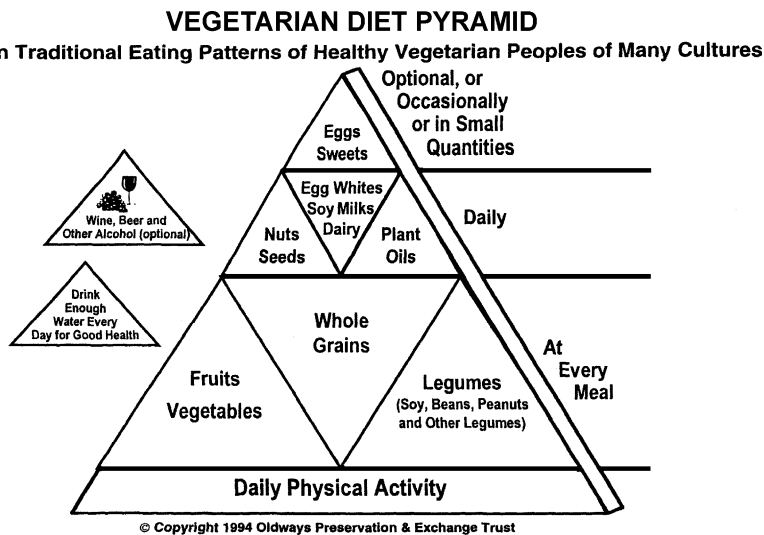 VEGETARIAN DIET PYRAMID
n Traditional Eating Patterns of Healthy Vegetarian Peoples of Many Cultures
Optional, or
Occasionally
or in Small
Quantities
Eggs
Sweets
Egg Whites
Soy Milks
Dairy
Nuts
Seeds
Plant
Oils
Daily
Wine, Beer and
Other Alcohol (optional)
Drink
Enough
Water Every
Day for Good Health
Whole
Grains
Fruits
Vegetables
Legumes
(Soy, Beans, Peanuts
and Other Legumes)
At
Every
Meal
Daily Physical Activity
© Copyright 1994 Oldways Preservation & Exchange Trust